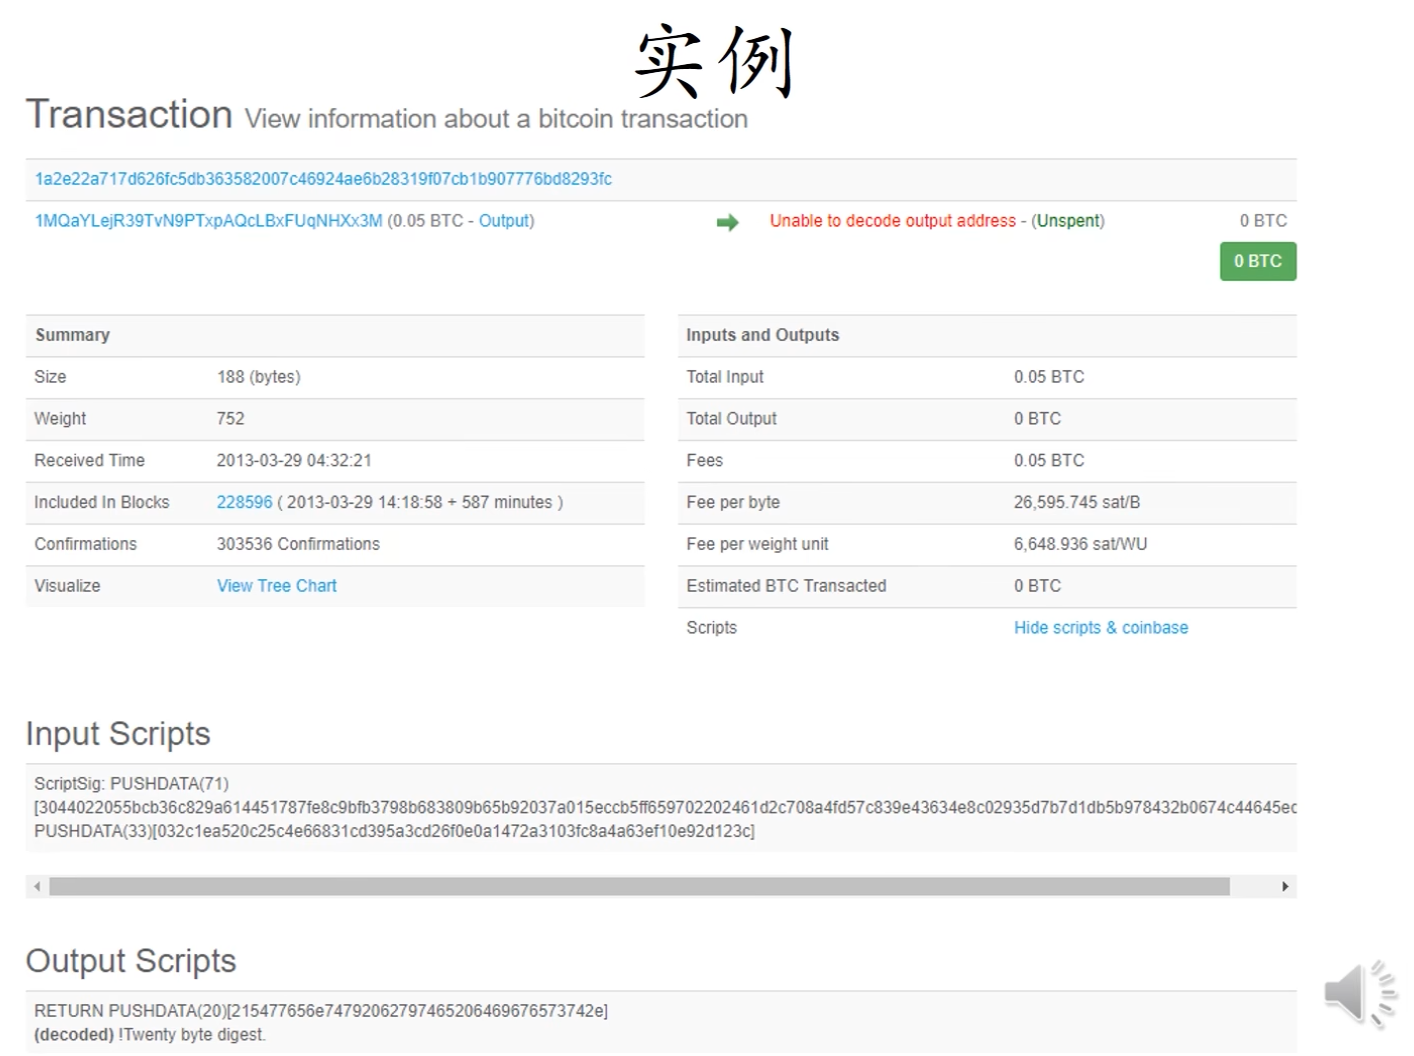 实例
Transaction View information about a bitcoin transaction
1a2e22a717d626fc5db363582007c46924ae6b28319f07cb1b907776bd8293fc
1MQaYLejR39TvN9PTxpAQcLBxFUqNHXx3M (0.05 BTC - Output) Unable to decode output address - (Unspent) 0 BTC
0 BTC
Summary
Size 188 (bytes)
Weight 752
Received Time 2013-03-29 04:32:21
Included In Blocks 228596 ( 2013-03-29 14:18:58 + 587 minutes )
Confirmations 303536 Confirmations
Visualize View Tree Chart
Inputs and Outputs
Total Input 0.05 BTC
Total Output 0 BTC
Fees 0.05 BTC
Fee per byte 26,595.745 sat/B
Fee per weight unit 6,648.936 sat/WU
Estimated BTC Transacted 0 BTC
Scripts Hide scripts & coinbase
Input Scripts
ScriptSig: PUSHDATA(71)
[3044022055bcb36c829a614451787fe8c9bfb3798b683809b65b92037a015eccb5ff659702202461d2c708a4fd57c839e43634e8c02935d7b7d1db5b978432b0674c44645ec
PUSHDATA(33)[032c1ea520c25c4e66831cd395a3cd26f0e0a1472a3103fc8a4a63ef10e92d123c]
Output Scripts
RETURN PUSHDATA(20)[215477656e74792062797465206469676573742e]
(decoded) !Twenty byte digest.